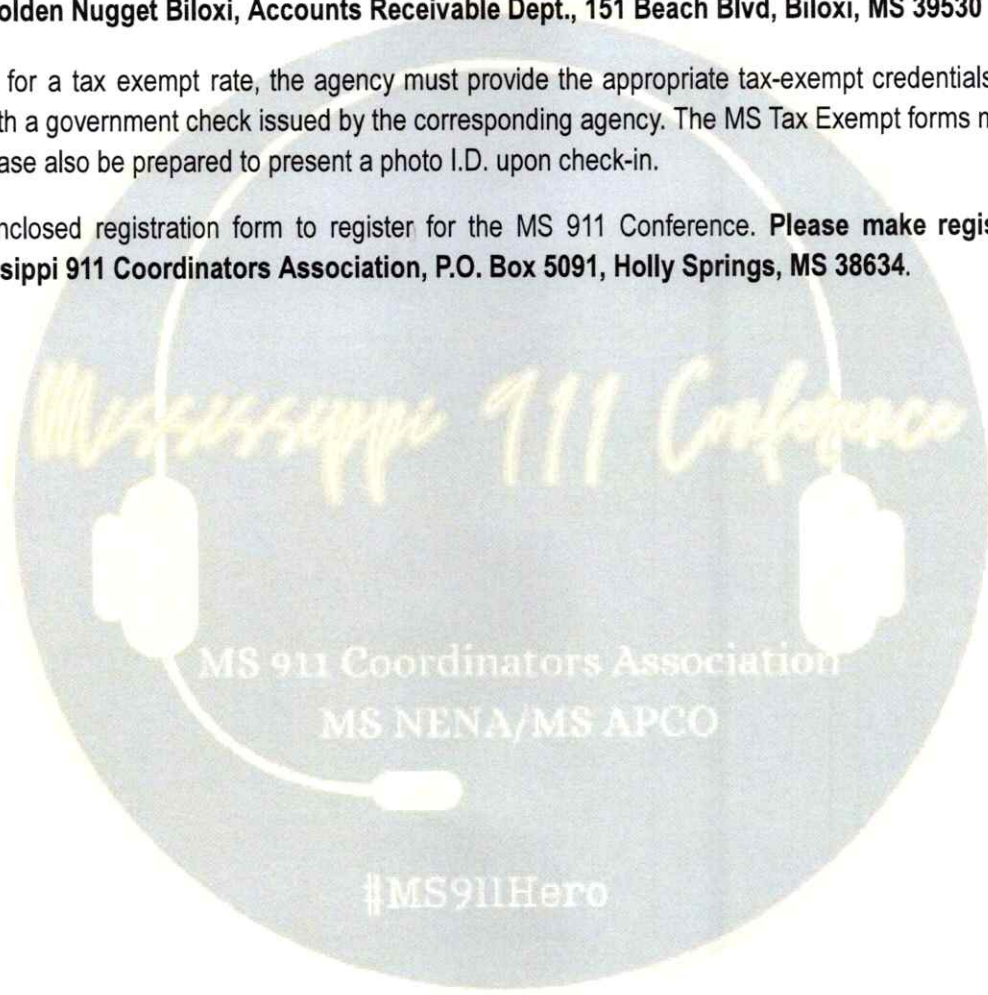 olden Nugget Biloxi, Accounts Receivable Dept., 151 Beach Blvd, Biloxi, MS 39530
for a tax exempt rate, the agency must provide the appropriate tax-exempt credentials
th a government check issued by the corresponding agency. The MS Tax Exempt forms
ase also be prepared to present a photo I.D. upon check-in.
nclosed registration form to register for the MS 911 Conference. Please make regis
sippi 911 Coordinators Association, P.O. Box 5091, Holly Springs, MS 38634.
Mississippi 911 Conference
MS 911 Coordinators Association
MS NENA/MS APCO
#MS911Hero